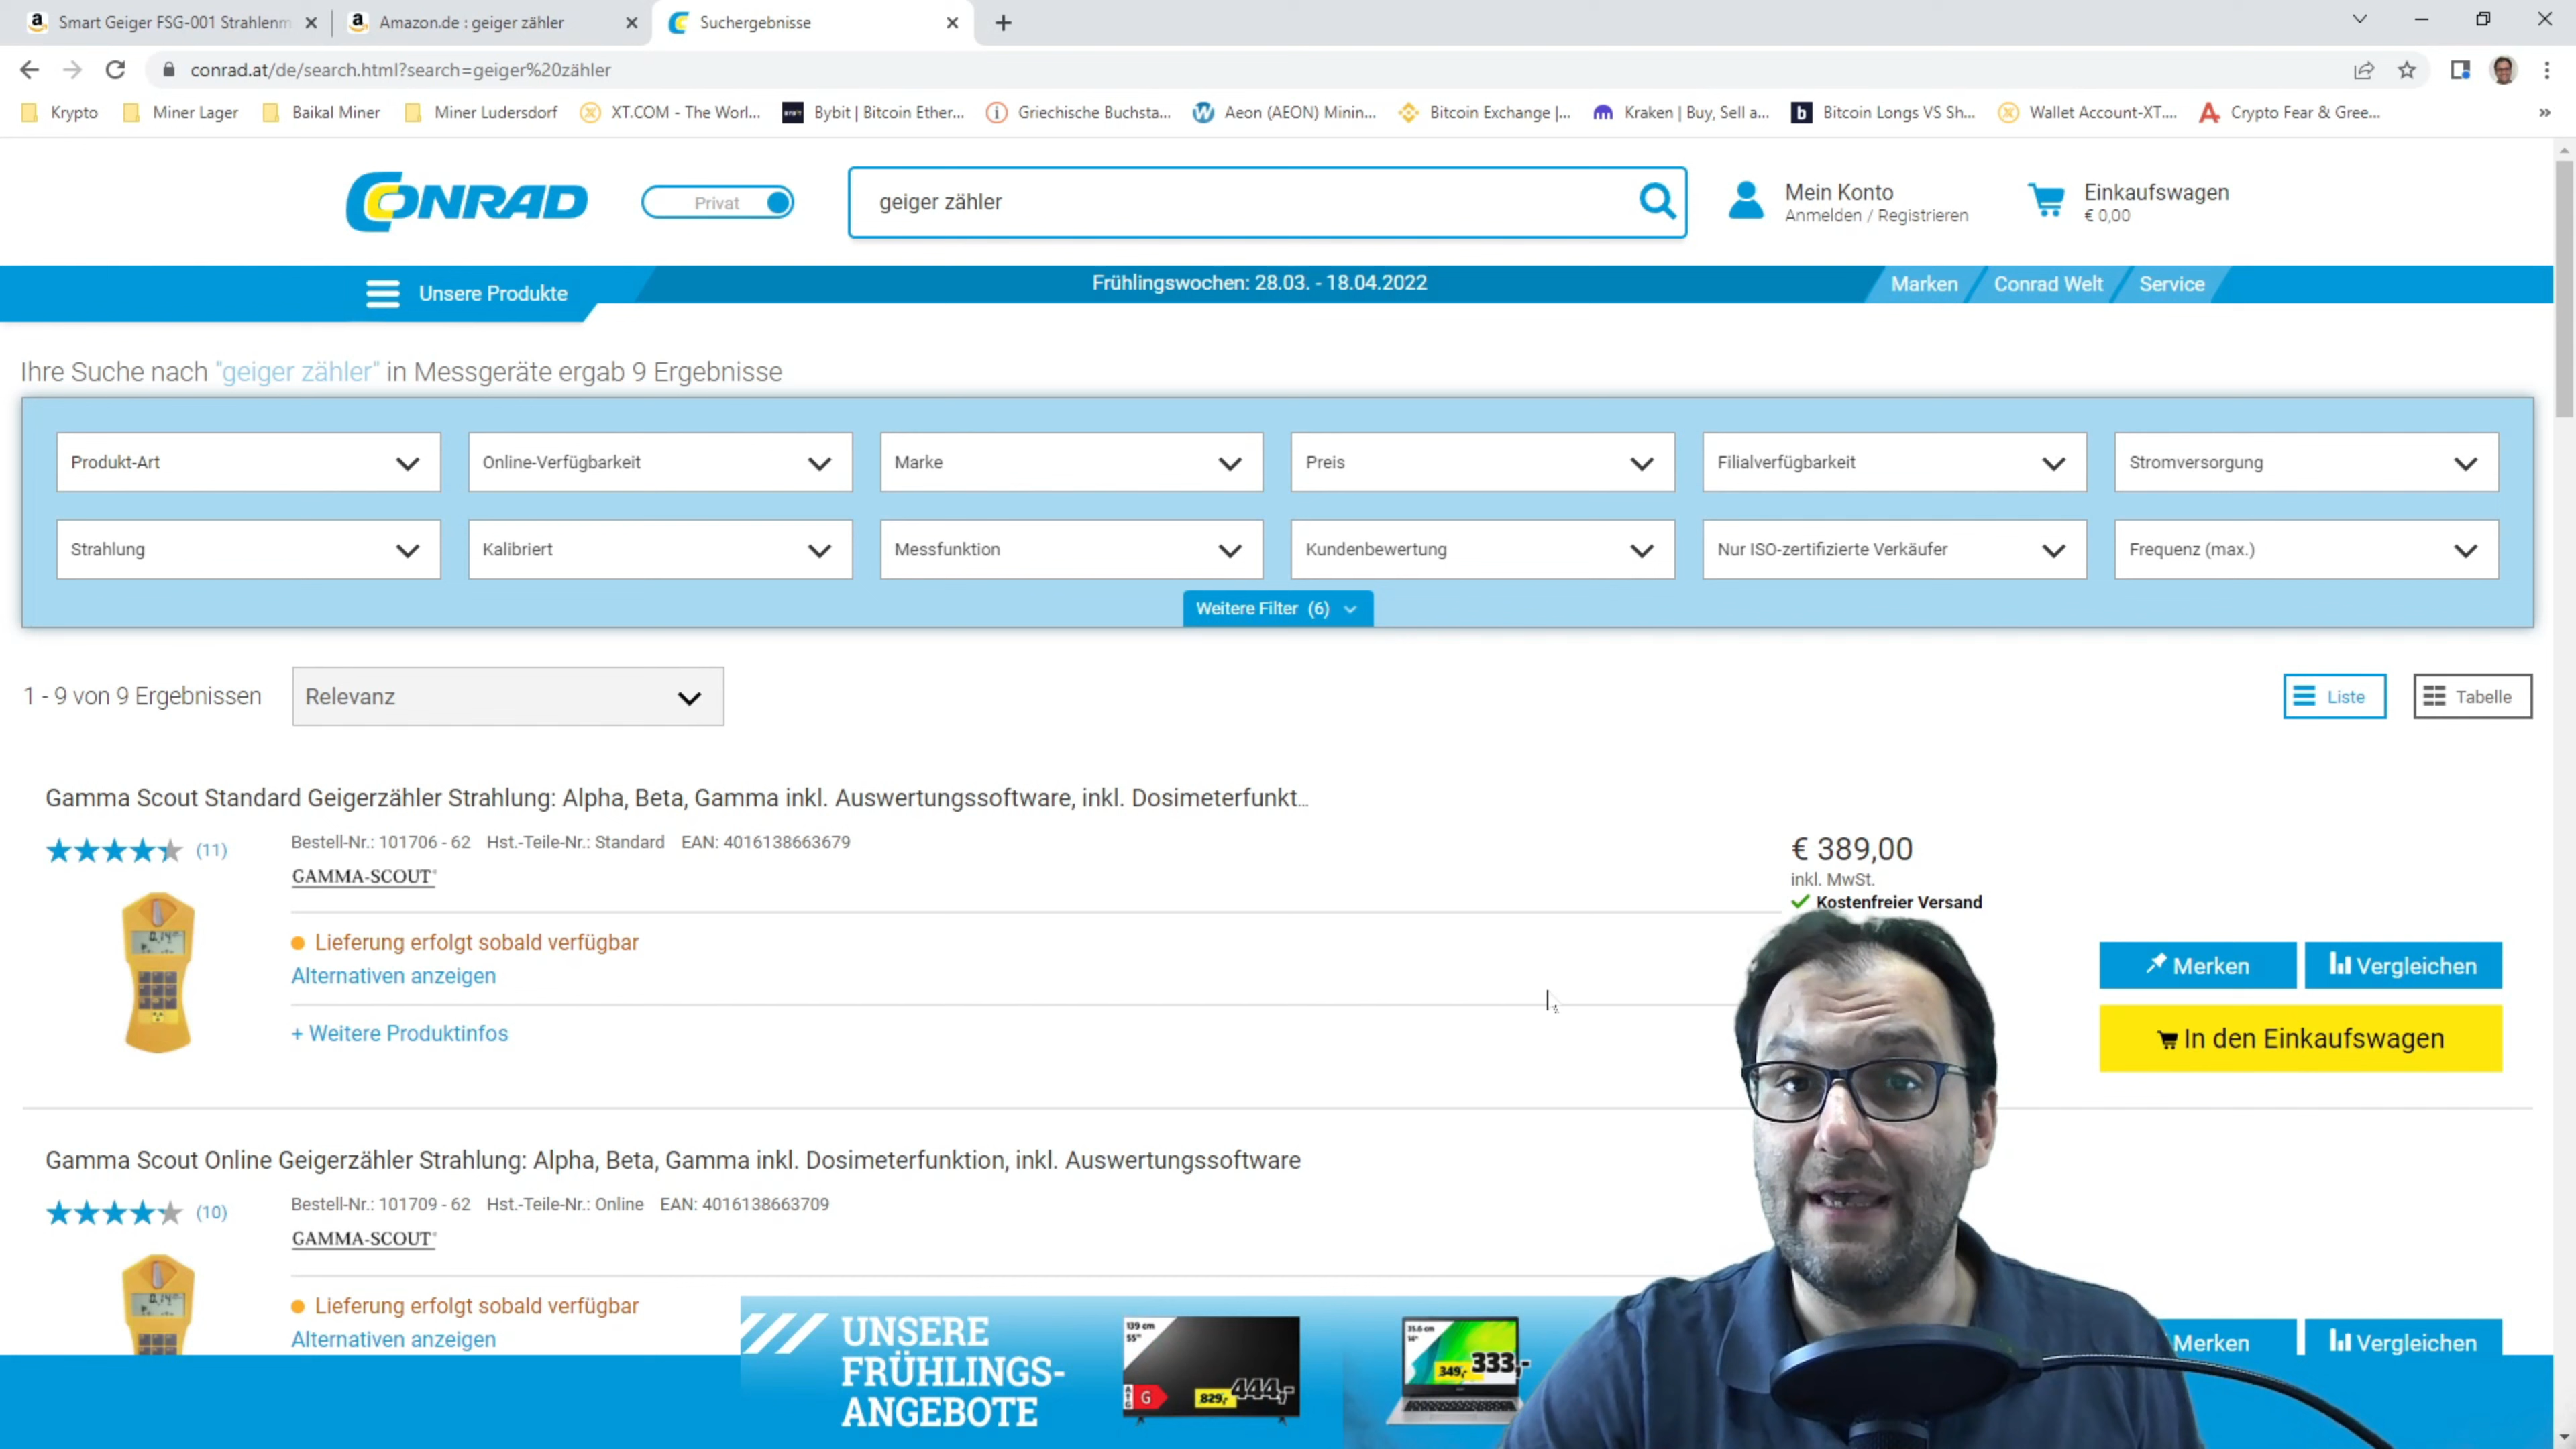 Smart Geiger FSG-001 Strahlenm
Amazon.de : geiger zähler
Suchergebnisse
conrad.at/de/search.html?search=geiger%20zähler
Krypto
Miner Lager
Baikal Miner
Miner Ludersdorf
XT.COM - The Worl...
Bybit | Bitcoin Ether...
Griechische Buchsta...
Aeon (AEON) Minin...
Bitcoin Exchange |...
Kraken | Buy, Sell a...
Bitcoin Longs VS Sh...
Wallet Account-XT....
Crypto Fear & Gree...
CONRAD
Privat
geiger zähler
Mein Konto
Anmelden / Registrieren
Einkaufswagen
€ 0,00
Unsere Produkte
Frühlingswochen: 28.03. - 18.04.2022
Marken
Conrad Welt
Service
Ihre Suche nach "geiger zähler" in Messgeräte ergab 9 Ergebnisse
Produkt-Art
Online-Verfügbarkeit
Marke
Preis
Filialverfügbarkeit
Stromversorgung
Strahlung
Kalibriert
Messfunktion
Kundenbewertung
Nur ISO-zertifizierte Verkäufer
Frequenz (max.)
Weitere Filter (6)
1 - 9 von 9 Ergebnissen
Relevanz
Liste
Tabelle
Gamma Scout Standard Geigerzähler Strahlung: Alpha, Beta, Gamma inkl. Auswertungssoftware, inkl. Dosimeterfunkt...
(11)
Bestell-Nr.: 101706 - 62 Hst.-Teile-Nr.: Standard EAN: 4016138663679
GAMMA-SCOUT®
€ 389,00
inkl. MwSt.
Kostenfreier Versand
Lieferung erfolgt sobald verfügbar
Alternativen anzeigen
+ Weitere Produktinfos
Merken
Vergleichen
In den Einkaufswagen
Gamma Scout Online Geigerzähler Strahlung: Alpha, Beta, Gamma inkl. Dosimeterfunktion, inkl. Auswertungssoftware
(10)
Bestell-Nr.: 101709 - 62 Hst.-Teile-Nr.: Online EAN: 4016138663709
GAMMA-SCOUT®
Lieferung erfolgt sobald verfügbar
Alternativen anzeigen
Merken
Vergleichen
UNSERE
FRÜHLINGS-
ANGEBOTE
139 cm
55"
G
829,-
444,-
35.6 cm
14"
349,-
333,-